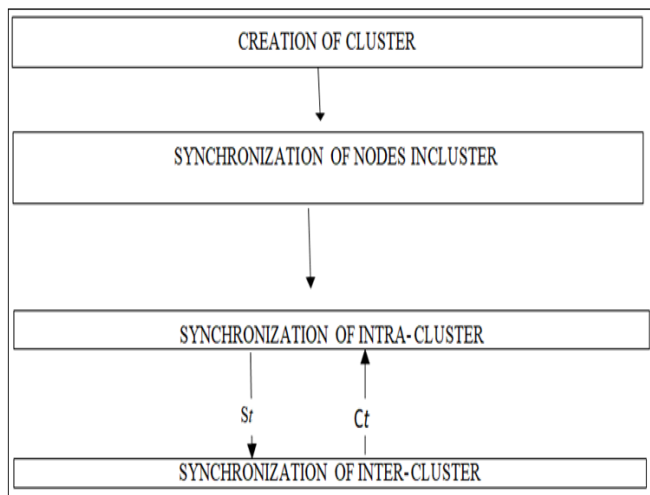 CREATION OF CLUSTER
SYNCHRONIZATION OF NODES INCLUSTER
SYNCHRONIZATION OF INTRA-CLUSTER
St
Ct
SYNCHRONIZATION OF INTER-CLUSTER